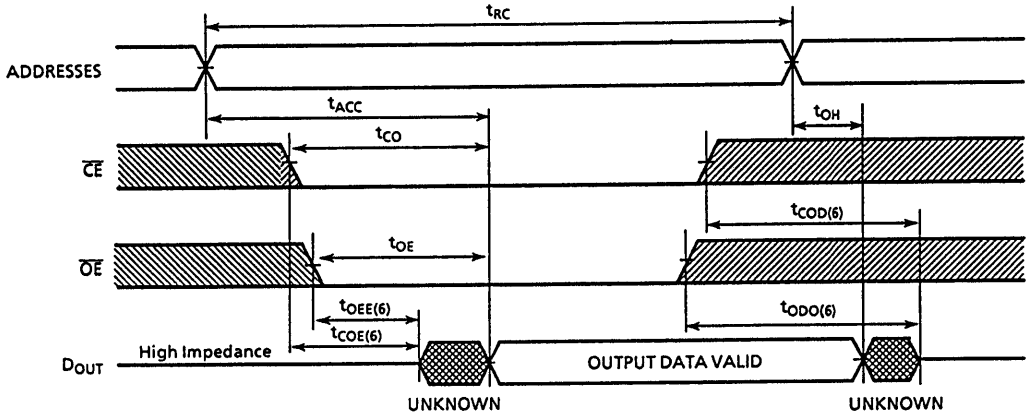 tRC
ADDRESSES
tACC
tOH
tCO
CE
tCOD(6)
tOE
OE
tOEE(6)
tODO(6)
tCOE(6)
High Impedance
DOUT
OUTPUT DATA VALID
UNKNOWN
UNKNOWN